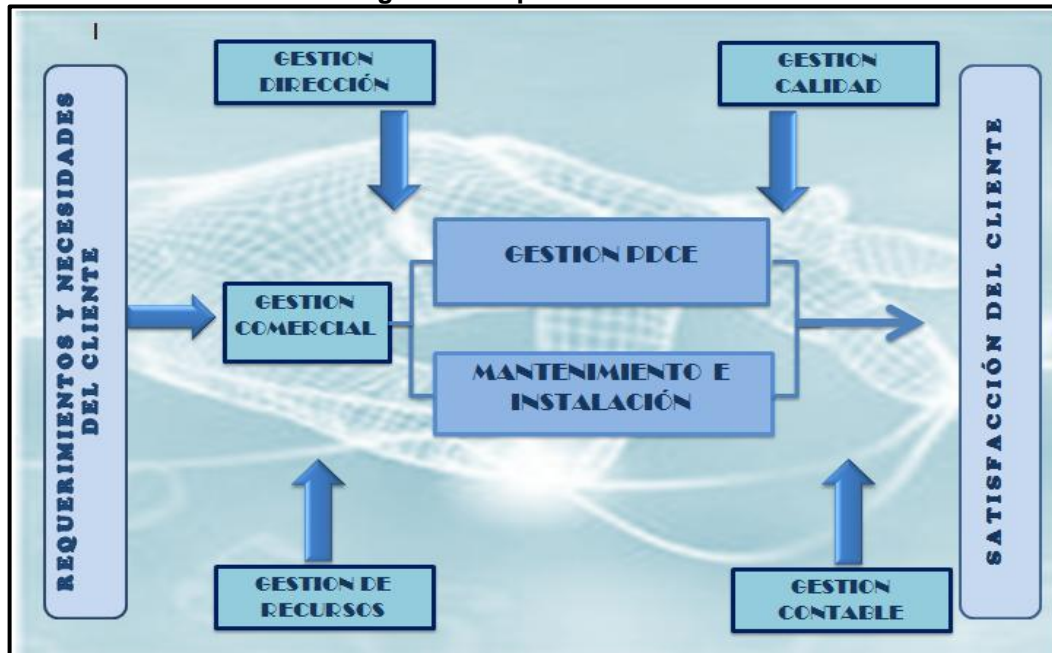 REQUERIMIENTOS Y NECESIDADES
DEL CLIENTE
GESTION
DIRECCIÓN
GESTION
CALIDAD
GESTION PDCE
GESTION
COMERCIAL
MANTENIMIENTO E
INSTALACIÓN
GESTION DE
RECURSOS
GESTION
CONTABLE
SATISFACCIÓN DEL CLIENTE